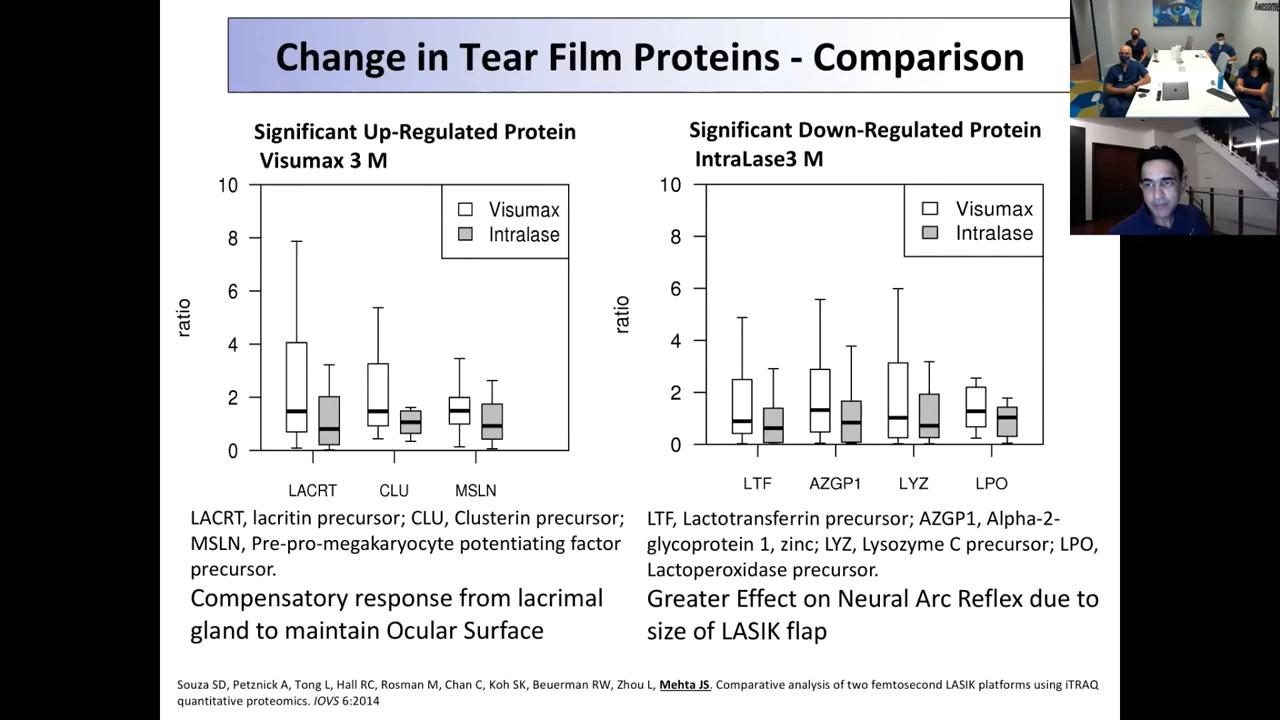 Change in Tear Film Proteins - Comparison
Awesome
Significant Up-Regulated Protein
Visumax 3 M
10
8
6
4
2
0
ratio
Visumax
Intralase
LACRT
CLU
MSLN
LACRT, lacritin precursor; CLU, Clusterin precursor;
MSLN, Pre-pro-megakaryocyte potentiating factor
precursor.
Compensatory response from lacrimal
gland to maintain Ocular Surface
Significant Down-Regulated Protein
IntraLase3 M
10
8
6
4
2
0
ratio
Visumax
Intralase
LTF
AZGP1
LYZ
LPO
LTF, Lactotransferrin precursor; AZGP1, Alpha-2-
glycoprotein 1, zinc; LYZ, Lysozyme C precursor; LPO,
Lactoperoxidase precursor.
Greater Effect on Neural Arc Reflex due to
size of LASIK flap
Souza SD, Petznick A, Tong L, Hall RC, Rosman M, Chan C, Koh SK, Beuerman RW, Zhou L, Mehta JS. Comparative analysis of two femtosecond LASIK platforms using iTRAQ
quantitative proteomics. IOVS 6:2014